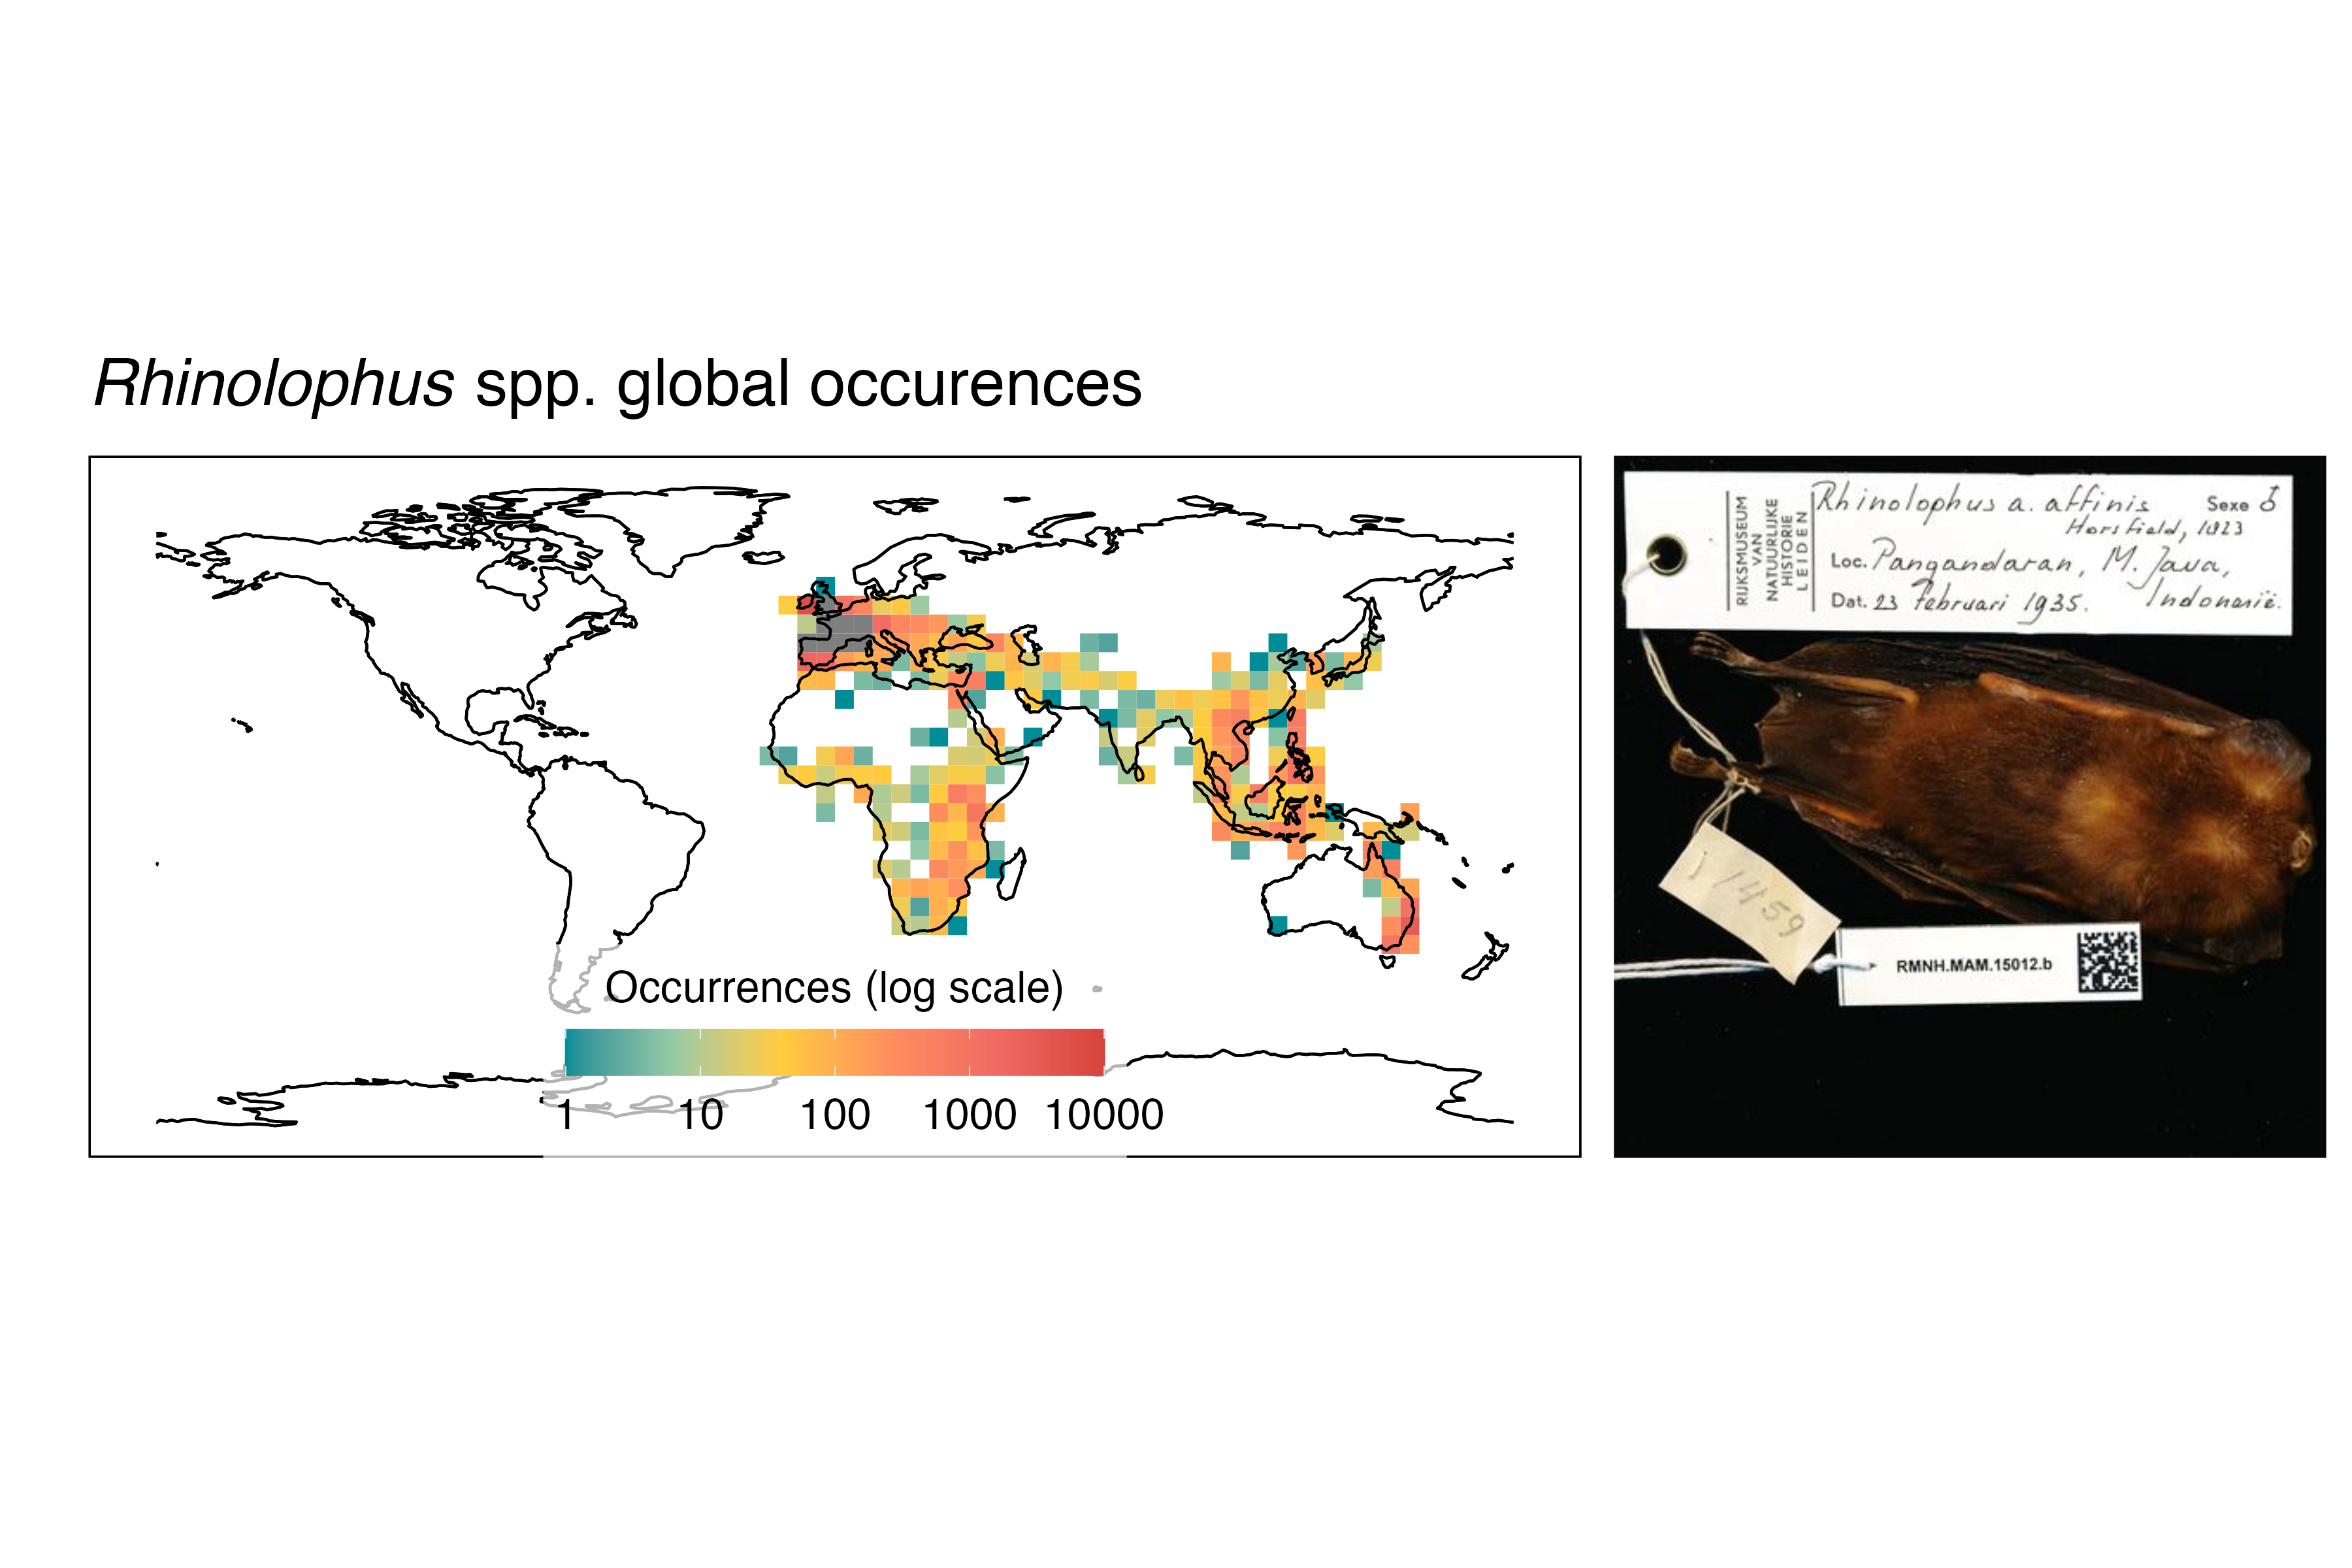 Rhinolophus spp. global occurences
Occurrences (log scale)
1 10 100 1000 10000
RIJKSMUSEUM
VAN
NATUURLIJKE
HISTORIE
LEIDEN
Rhinolophus a. affinis Sexe ♂
Horsfield, 1823
Loc. Pangandaran, M. Java,
Indonesië.
Dat. 23 Februari 1935.
RMNH.MAM.15012.b